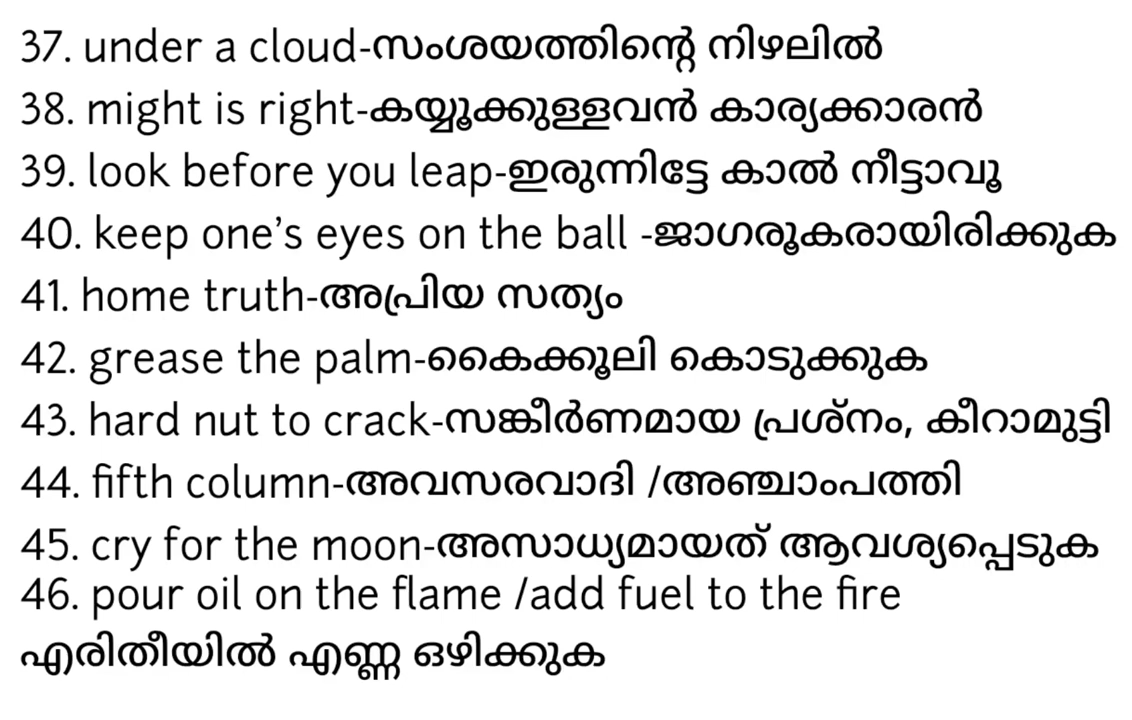 37. under a cloud-സംശയത്തിന്റെ നിഴലിൽ
38. might is right-കയ്യൂക്കുള്ളവൻ കാര്യക്കാരൻ
39. look before you leap-ഇരുന്നിട്ടേ കാൽ നീട്ടാവൂ
40. keep one’s eyes on the ball -ജാഗരൂകരായിരിക്കുക
41. home truth-അപ്രിയ സത്യം
42. grease the palm-കൈക്കൂലി കൊടുക്കുക
43. hard nut to crack-സങ്കീർണമായ പ്രശ്നം, കീറാമുട്ടി
44. fifth column-അവസരവാദി /അഞ്ചാംപത്തി
45. cry for the moon-അസാധ്യമായത് ആവശ്യപ്പെടുക
46. pour oil on the flame /add fuel to the fire
എരിതീയിൽ എണ്ണ ഒഴിക്കുക